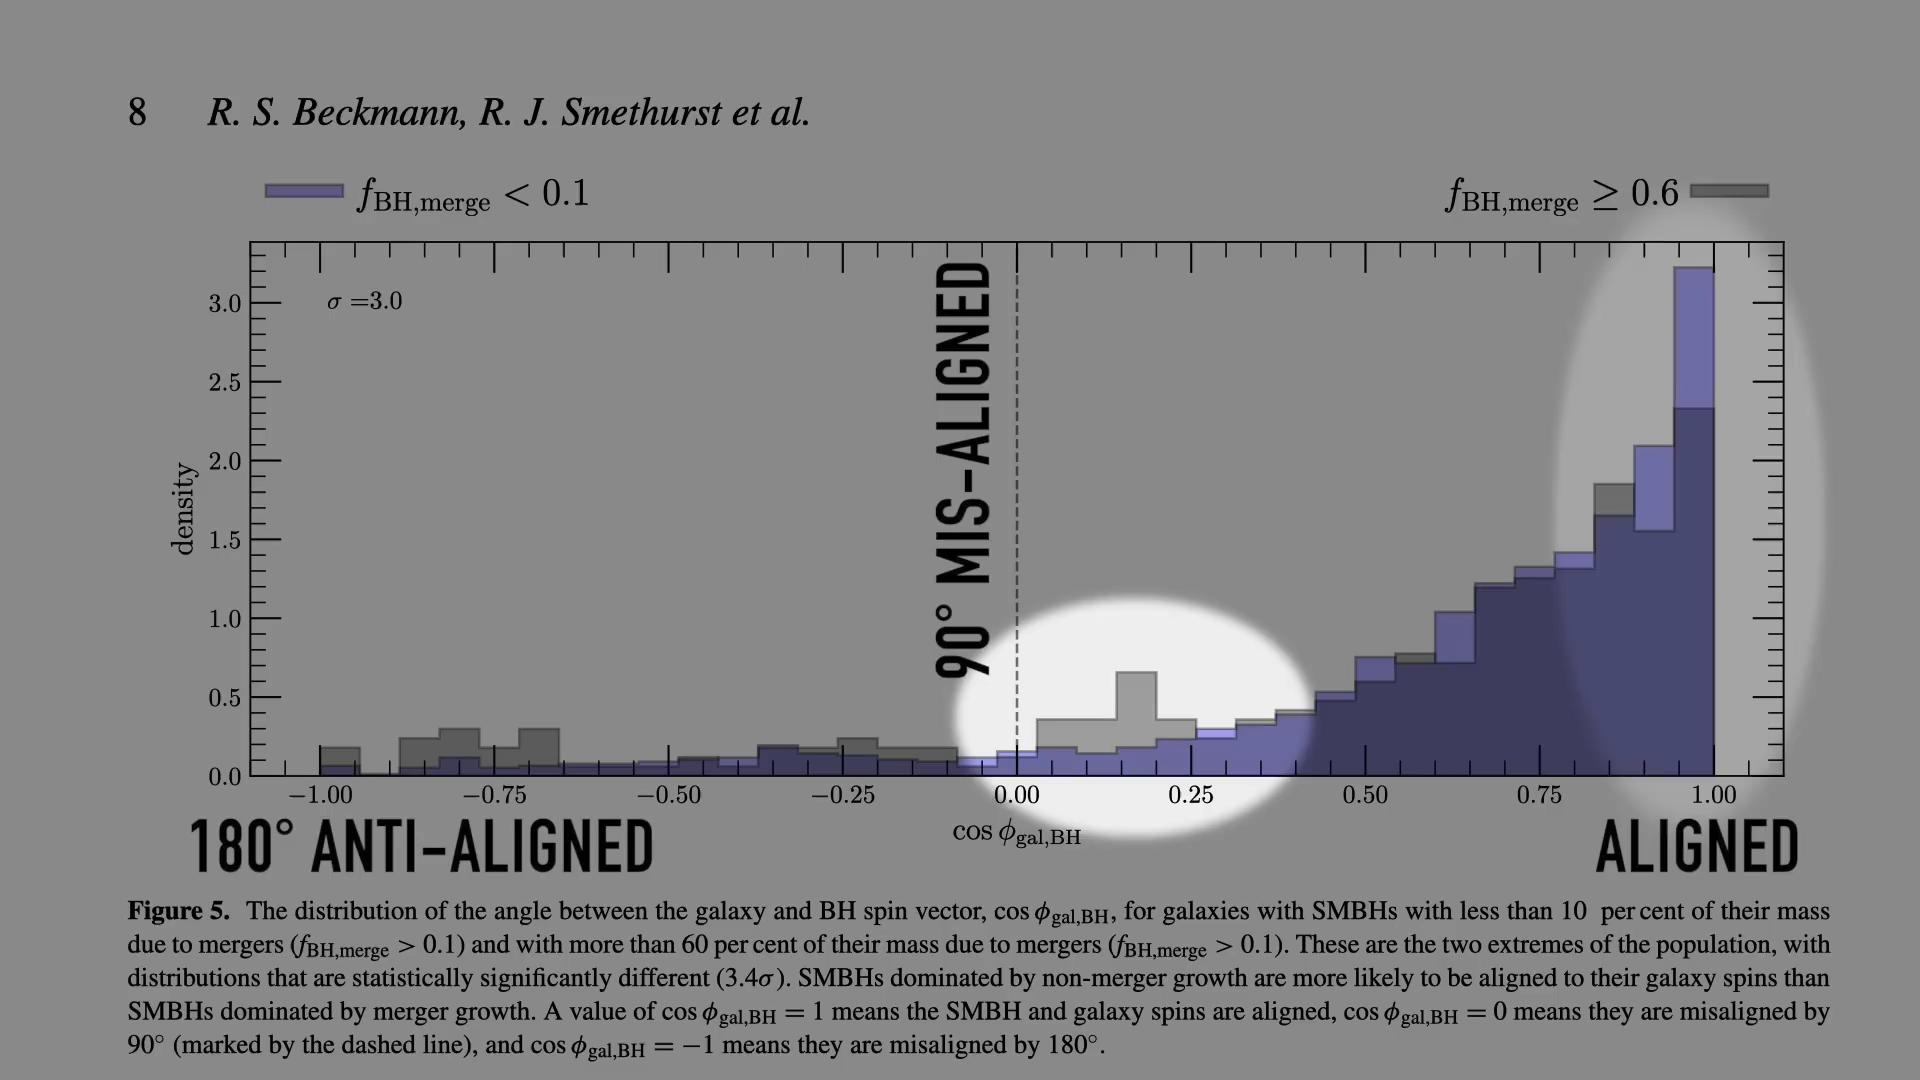 8 R. S. Beckmann, R. J. Smethurst et al.
f_BH,merge < 0.1
f_BH,merge ≥ 0.6
σ =3.0
90° MIS-ALIGNED
density
3.0
2.5
2.0
1.5
1.0
0.5
0.0
−1.00 −0.75 −0.50 −0.25 0.00 0.25 0.50 0.75 1.00
cos ϕ_gal,BH
180° ANTI-ALIGNED
ALIGNED
Figure 5. The distribution of the angle between the galaxy and BH spin vector, cos ϕ_gal,BH, for galaxies with SMBHs with less than 10 per cent of their mass
due to mergers (f_BH,merge > 0.1) and with more than 60 per cent of their mass due to mergers (f_BH,merge > 0.1). These are the two extremes of the population, with
distributions that are statistically significantly different (3.4σ). SMBHs dominated by non-merger growth are more likely to be aligned to their galaxy spins than
SMBHs dominated by merger growth. A value of cos ϕ_gal,BH = 1 means the SMBH and galaxy spins are aligned, cos ϕ_gal,BH = 0 means they are misaligned by
90° (marked by the dashed line), and cos ϕ_gal,BH = −1 means they are misaligned by 180°.